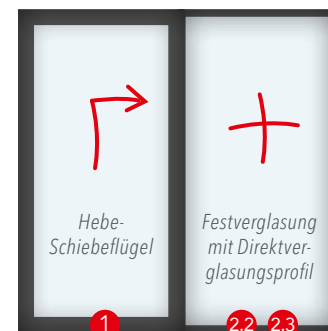 Hebe-
Schiebeflügel
Festverglasung
mit Direktver-
glasungsprofil
1
2.2 2.3